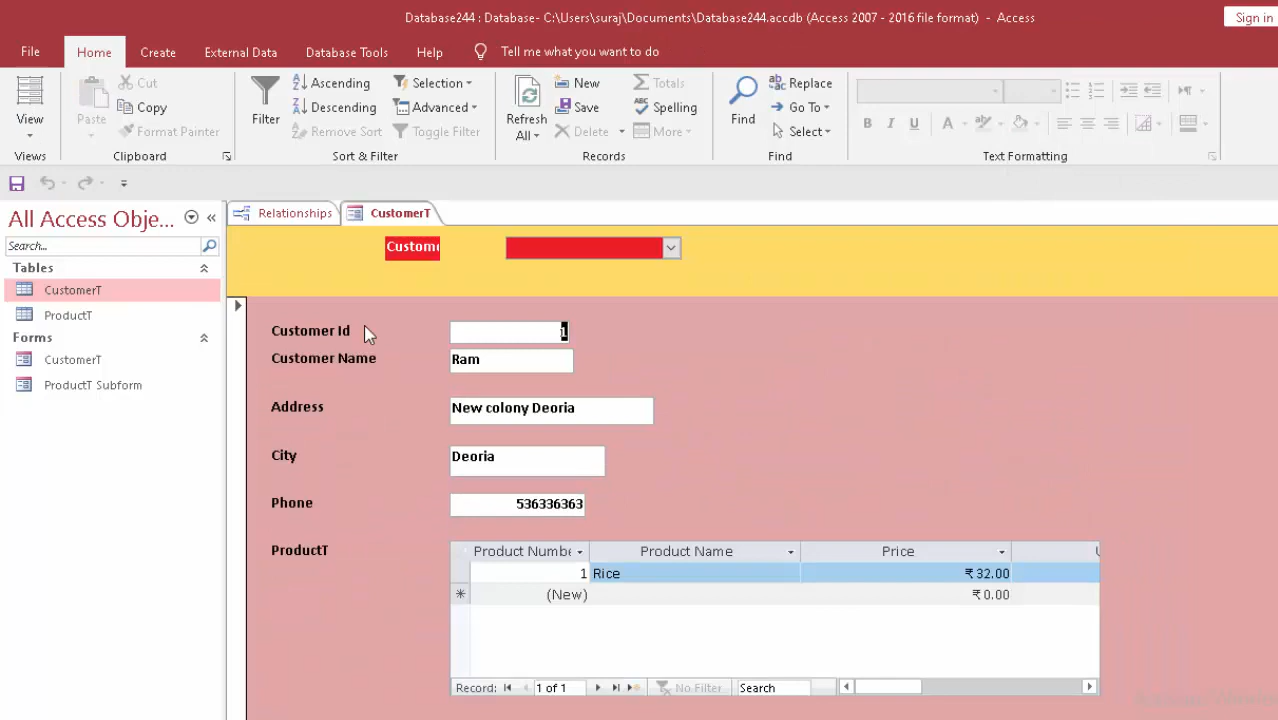 Database244 : Database- C:\Users\suraj\Documents\Database244.accdb (Access 2007 - 2016 file format) - Access
Sign in
File Home Create External Data Database Tools Help Tell me what you want to do
View
Views
Paste
Cut
Copy
Format Painter
Clipboard
Filter
Ascending
Descending
Remove Sort
Selection
Advanced
Toggle Filter
Sort & Filter
Refresh
All
New
Save
Delete
Totals
Spelling
More
Records
Find
Replace
Go To
Select
Find
B I U A
Text Formatting
All Access Obje...
Search...
Tables
CustomerT
ProductT
Forms
CustomerT
ProductT Subform
Relationships CustomerT
Custome
Customer Id 1
Customer Name Ram
Address New colony Deoria
City Deoria
Phone 536336363
ProductT
Product Numbe Product Name Price
1 Rice ₹ 32.00
(New) ₹ 0.00
Record: 1 of 1 No Filter Search